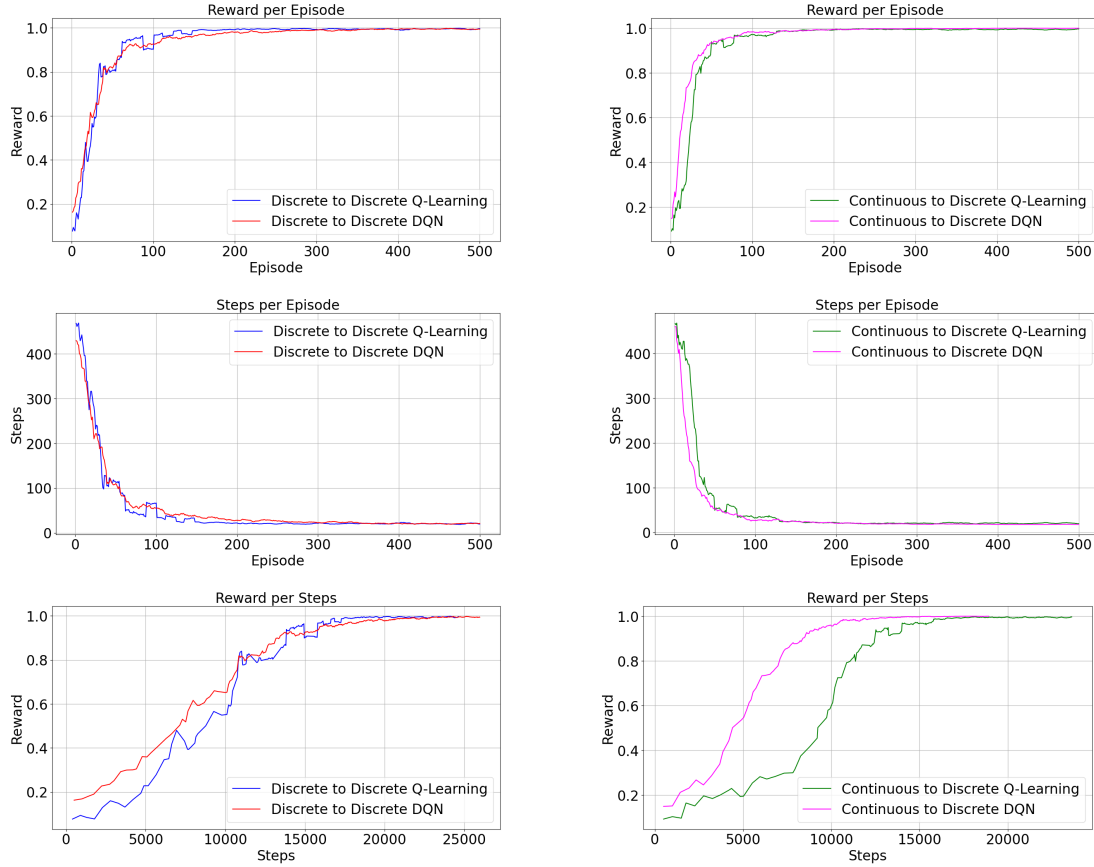 Reward per Episode
1.0
0.8
0.6
0.4
0.2
Reward
Discrete to Discrete Q-Learning
Discrete to Discrete DQN
0 100 200 300 400 500
Episode
Reward per Episode
1.0
0.8
0.6
0.4
0.2
Reward
Continuous to Discrete Q-Learning
Continuous to Discrete DQN
0 100 200 300 400 500
Episode
Steps per Episode
400
300
200
100
0
Steps
Discrete to Discrete Q-Learning
Discrete to Discrete DQN
0 100 200 300 400 500
Episode
Steps per Episode
400
300
200
100
0
Steps
Continuous to Discrete Q-Learning
Continuous to Discrete DQN
0 100 200 300 400 500
Episode
Reward per Steps
1.0
0.8
0.6
0.4
0.2
Reward
Discrete to Discrete Q-Learning
Discrete to Discrete DQN
0 5000 10000 15000 20000 25000
Steps
Reward per Steps
1.0
0.8
0.6
0.4
0.2
Reward
Continuous to Discrete Q-Learning
Continuous to Discrete DQN
0 5000 10000 15000 20000
Steps